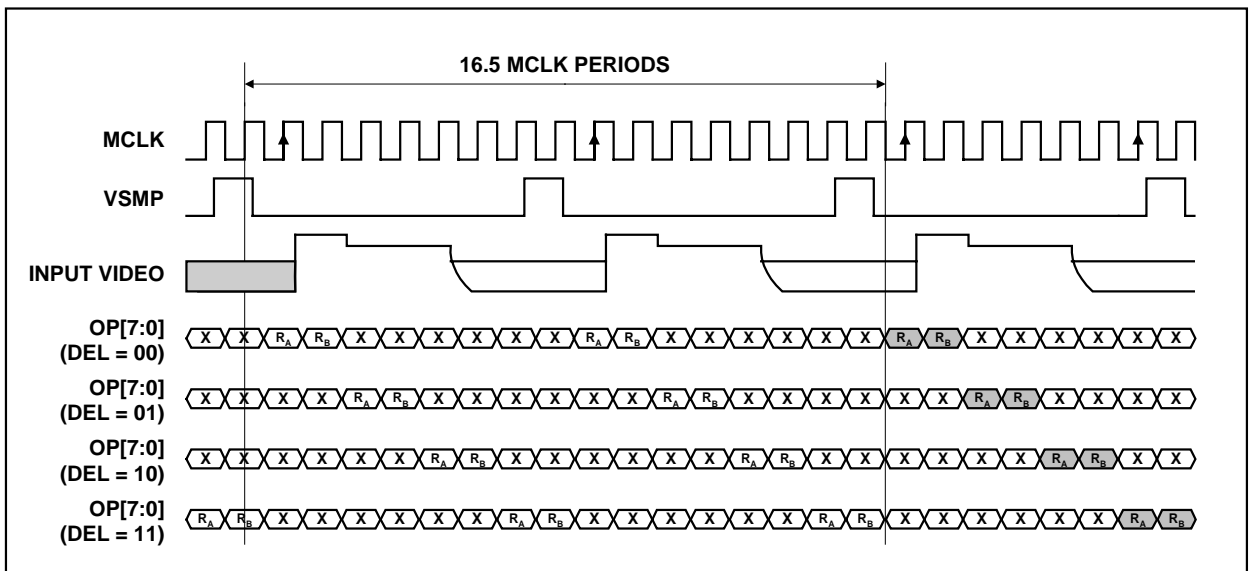 16.5 MCLK PERIODS
MCLK
VSMP
INPUT VIDEO
OP[7:0]
(DEL = 00)
X X RA RB X X X X X X RA RB X X X X X X RA RB X X X X X X
OP[7:0]
(DEL = 01)
X X X X RA RB X X X X X X RA RB X X X X X X RA RB X X X X
OP[7:0]
(DEL = 10)
X X X X X X RA RB X X X X X X RA RB X X X X X X RA RB X X
OP[7:0]
(DEL = 11)
RA RB X X X X X X RA RB X X X X X X RA RB X X X X X X RA RB